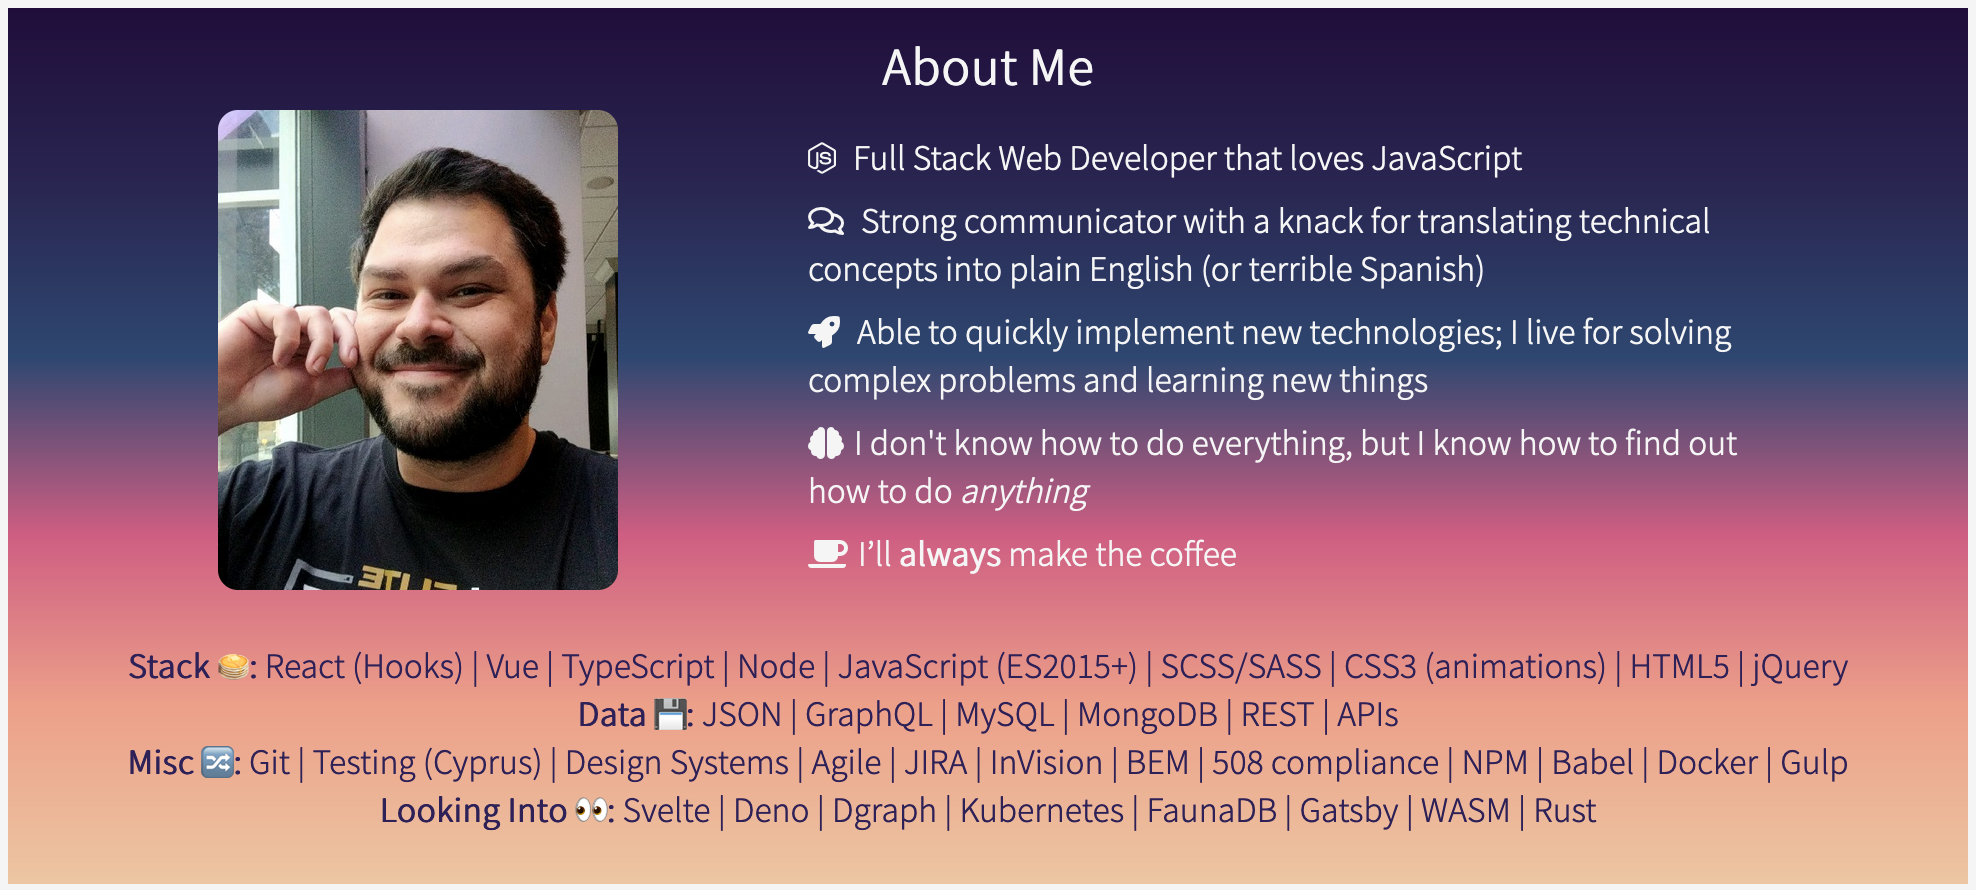 About Me
Full Stack Web Developer that loves JavaScript
Strong communicator with a knack for translating technical
concepts into plain English (or terrible Spanish)
Able to quickly implement new technologies; I live for solving
complex problems and learning new things
I don't know how to do everything, but I know how to find out
how to do anything
I’ll always make the coffee
Stack 🥞: React (Hooks) | Vue | TypeScript | Node | JavaScript (ES2015+) | SCSS/SASS | CSS3 (animations) | HTML5 | jQuery
Data 💾: JSON | GraphQL | MySQL | MongoDB | REST | APIs
Misc 🔀: Git | Testing (Cyprus) | Design Systems | Agile | JIRA | InVision | BEM | 508 compliance | NPM | Babel | Docker | Gulp
Looking Into 👀: Svelte | Deno | Dgraph | Kubernetes | FaunaDB | Gatsby | WASM | Rust